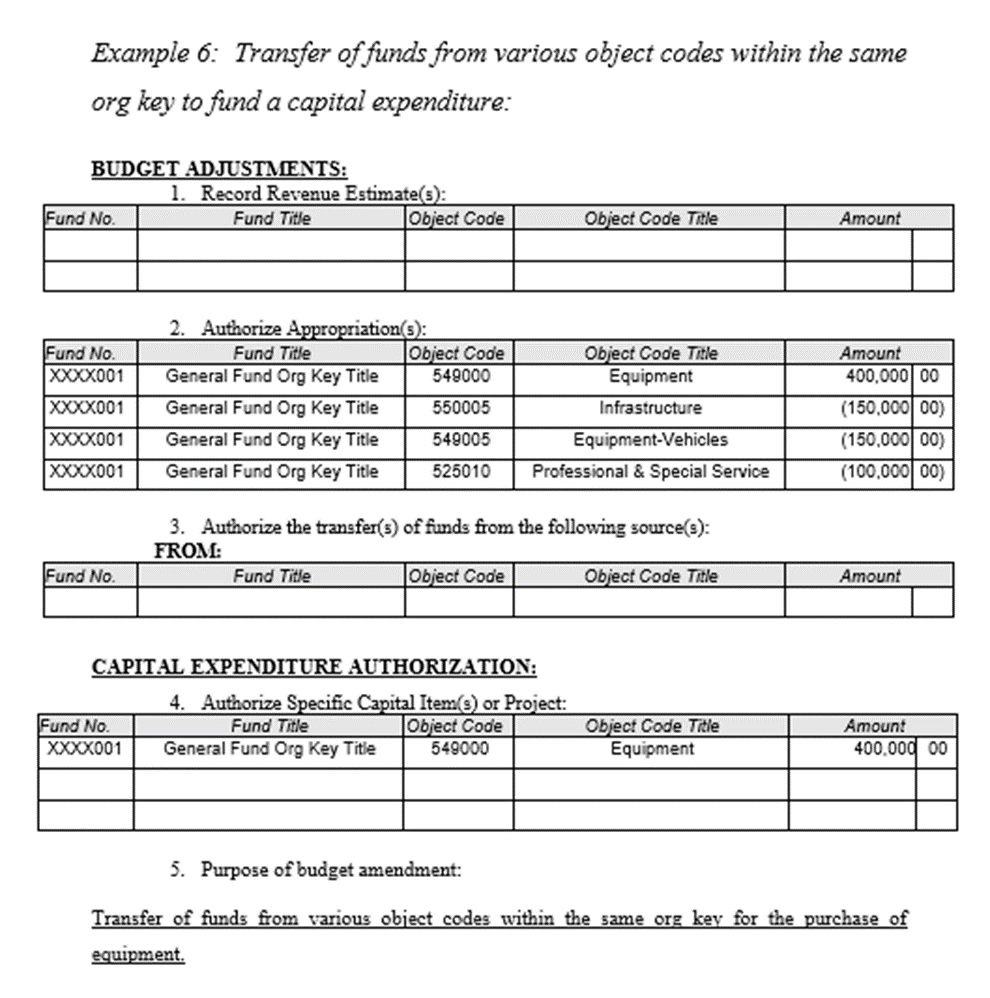 Example 6: Transfer of funds from various object codes within the same
org key to fund a capital expenditure:
BUDGET ADJUSTMENTS:
1. Record Revenue Estimate(s):
Fund No. Fund Title Object Code Object Code Title Amount
2. Authorize Appropriation(s):
Fund No. Fund Title Object Code Object Code Title Amount
XXXX001 General Fund Org Key Title 549000 Equipment 400,000 00
XXXX001 General Fund Org Key Title 550005 Infrastructure (150,000 00)
XXXX001 General Fund Org Key Title 549005 Equipment-Vehicles (150,000 00)
XXXX001 General Fund Org Key Title 525010 Professional & Special Service (100,000 00)
3. Authorize the transfer(s) of funds from the following source(s):
FROM:
Fund No. Fund Title Object Code Object Code Title Amount
CAPITAL EXPENDITURE AUTHORIZATION:
4. Authorize Specific Capital Item(s) or Project:
Fund No. Fund Title Object Code Object Code Title Amount
XXXX001 General Fund Org Key Title 549000 Equipment 400,000 00
5. Purpose of budget amendment:
Transfer of funds from various object codes within the same org key for the purchase of
equipment.